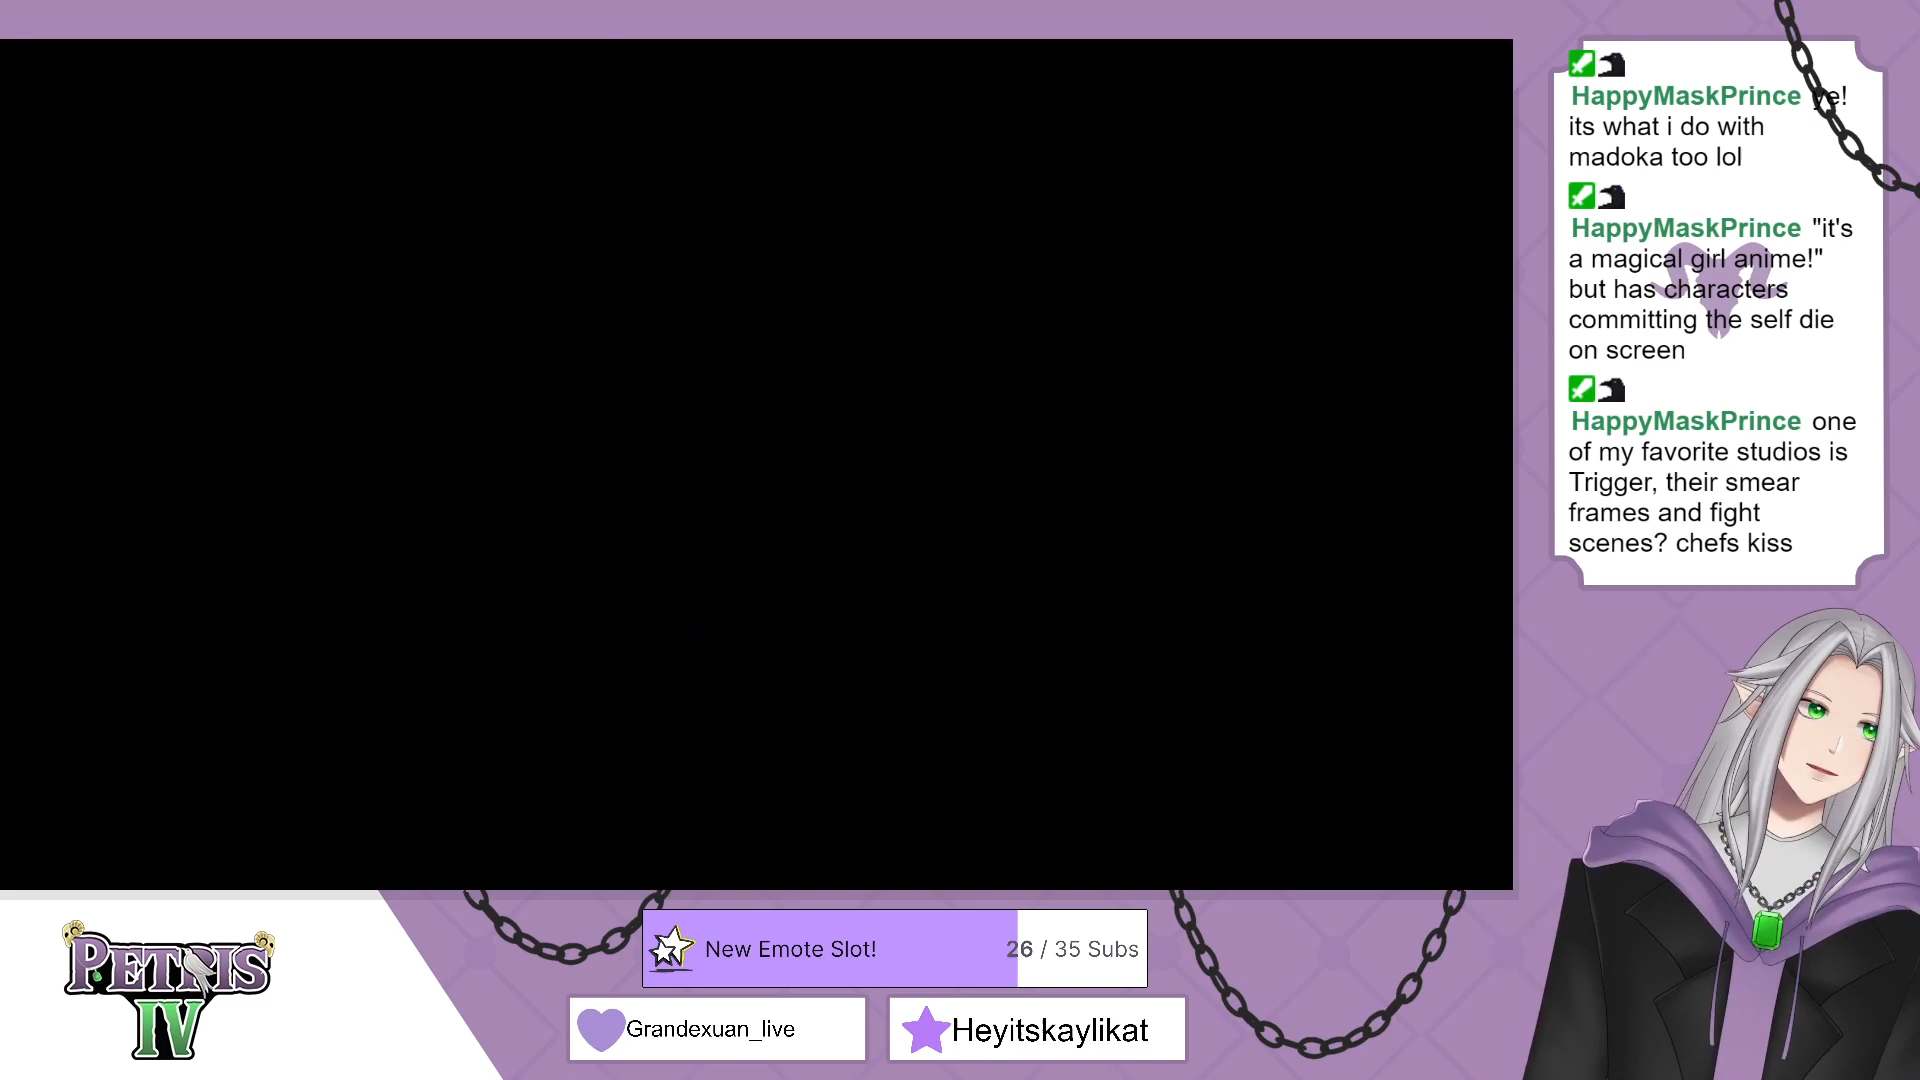 HappyMaskPrince ye!
its what i do with
madoka too lol
HappyMaskPrince "it's
a magical girl anime!"
but has characters
committing the self die
on screen
HappyMaskPrince one
of my favorite studios is
Trigger, their smear
frames and fight
scenes? chefs kiss
PETRIS
IV
New Emote Slot! 26 / 35 Subs
Grandexuan_live
Heyitskaylikat